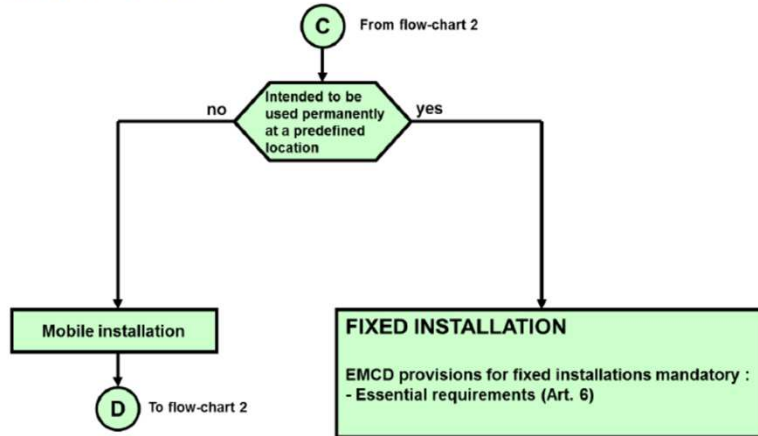 C
From flow-chart 2
Intended to be
used permanently
at a predefined
location
no
yes
Mobile installation
FIXED INSTALLATION
EMCD provisions for fixed installations mandatory :
- Essential requirements (Art. 6)
D
To flow-chart 2